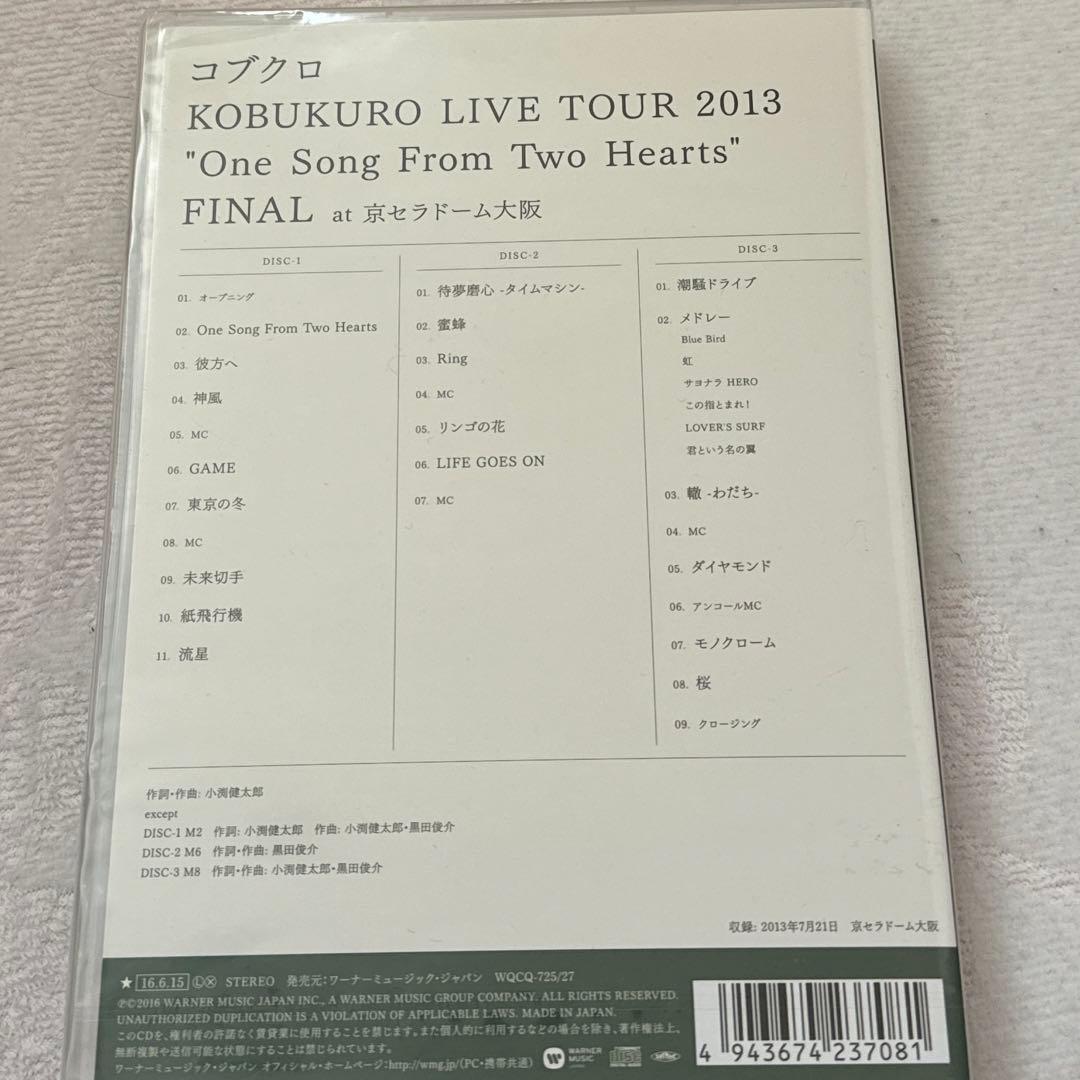 コブクロ
KOBUKURO LIVE TOUR 2013
"One Song From Two Hearts"
FINAL at 京セラドーム大阪
DISC-1
01. オープニング
02. One Song From Two Hearts
03. 彼方へ
04. 神風
05. MC
06. GAME
07. 東京の冬
08. MC
09. 未来切手
10. 紙飛行機
11. 流星
DISC-2
01. 待夢磨心 -タイムマシン-
02. 蜜蜂
03. Ring
04. MC
05. リンゴの花
06. LIFE GOES ON
07. MC
DISC-3
01. 潮騒ドライブ
02. メドレー
Blue Bird
虹
サヨナラ HERO
この指とまれ!
LOVER'S SURF
君という名の翼
03. 轍 -わだち-
04. MC
05. ダイヤモンド
06. アンコールMC
07. モノクローム
08. 桜
09. クロージング
作詞・作曲: 小渕健太郎
except
DISC-1 M2 作詞: 小渕健太郎 作曲: 小渕健太郎・黒田俊介
DISC-2 M6 作詞・作曲: 黒田俊介
DISC-3 M8 作詞・作曲: 小渕健太郎・黒田俊介
収録: 2013年7月21日 京セラドーム大阪
★ 16.6.15 Ⓛ Ⓧ STEREO 発売元:ワーナーミュージック・ジャパン WQCQ-725/27
℗©2016 WARNER MUSIC JAPAN INC., A WARNER MUSIC GROUP COMPANY. ALL RIGHTS RESERVED.
UNAUTHORIZED DUPLICATION IS A VIOLATION OF APPLICABLE LAWS. MADE IN JAPAN.
このCDを、権利者の許諾なく賃貸業に使用することを禁じます。また個人的に利用するなどの場合を除き、著作権法上、
無断複製や送信可能な状態にすることは禁じられています。
ワーナーミュージック・ジャパン オフィシャル・ホームページ:http://wmg.jp/(PC・携帯共通)
WARNER MUSIC
4 943674 237081